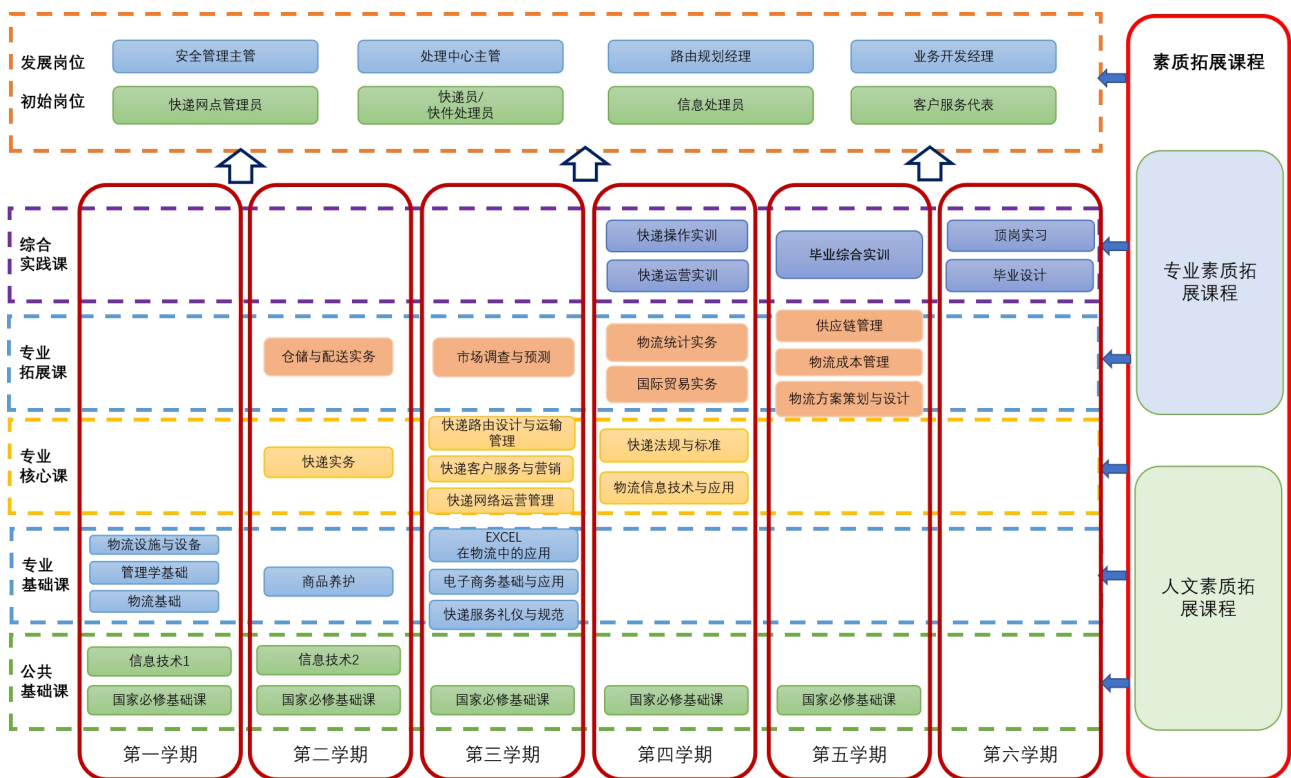 发展岗位
安全管理主管
处理中心主管
路由规划经理
业务开发经理
初始岗位
快递网点管理员
快递员/
快件处理员
信息处理员
客户服务代表
素质拓展课程
专业素质拓
展课程
人文素质拓
展课程
综合
实践课
快递操作实训
快递运营实训
毕业综合实训
顶岗实习
毕业设计
专业
拓展课
仓储与配送实务
市场调查与预测
物流统计实务
国际贸易实务
供应链管理
物流成本管理
物流方案策划与设计
专业
核心课
快递实务
快递路由设计与运输
管理
快递客户服务与营销
快递网络运营管理
快递法规与标准
物流信息技术与应用
专业
基础课
物流设施与设备
管理学基础
物流基础
商品养护
EXCEL
在物流中的应用
电子商务基础与应用
快递服务礼仪与规范
公共
基础课
信息技术1
国家必修基础课
信息技术2
国家必修基础课
国家必修基础课
国家必修基础课
国家必修基础课
第一学期
第二学期
第三学期
第四学期
第五学期
第六学期